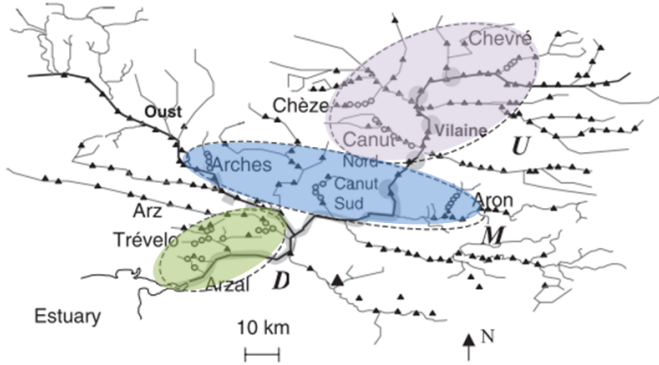 Chevré
Chèze
Oust
Vilaine
Canut
Nord
U
Arches
Canut
Sud
Aron
Arz
M
Trévelo
D
Arzal
Estuary
10 km
N